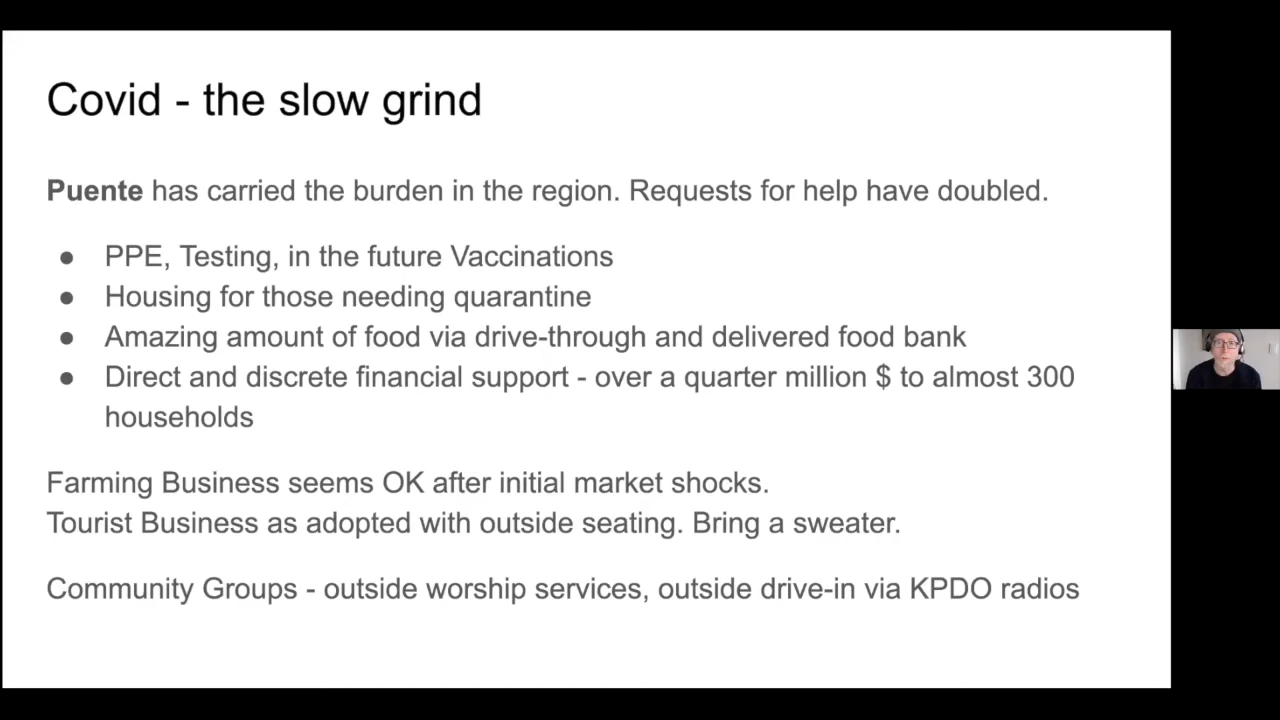 Covid - the slow grind
Puente has carried the burden in the region. Requests for help have doubled.
● PPE, Testing, in the future Vaccinations
● Housing for those needing quarantine
● Amazing amount of food via drive-through and delivered food bank
● Direct and discrete financial support - over a quarter million $ to almost 300
households
Farming Business seems OK after initial market shocks.
Tourist Business as adopted with outside seating. Bring a sweater.
Community Groups - outside worship services, outside drive-in via KPDO radios